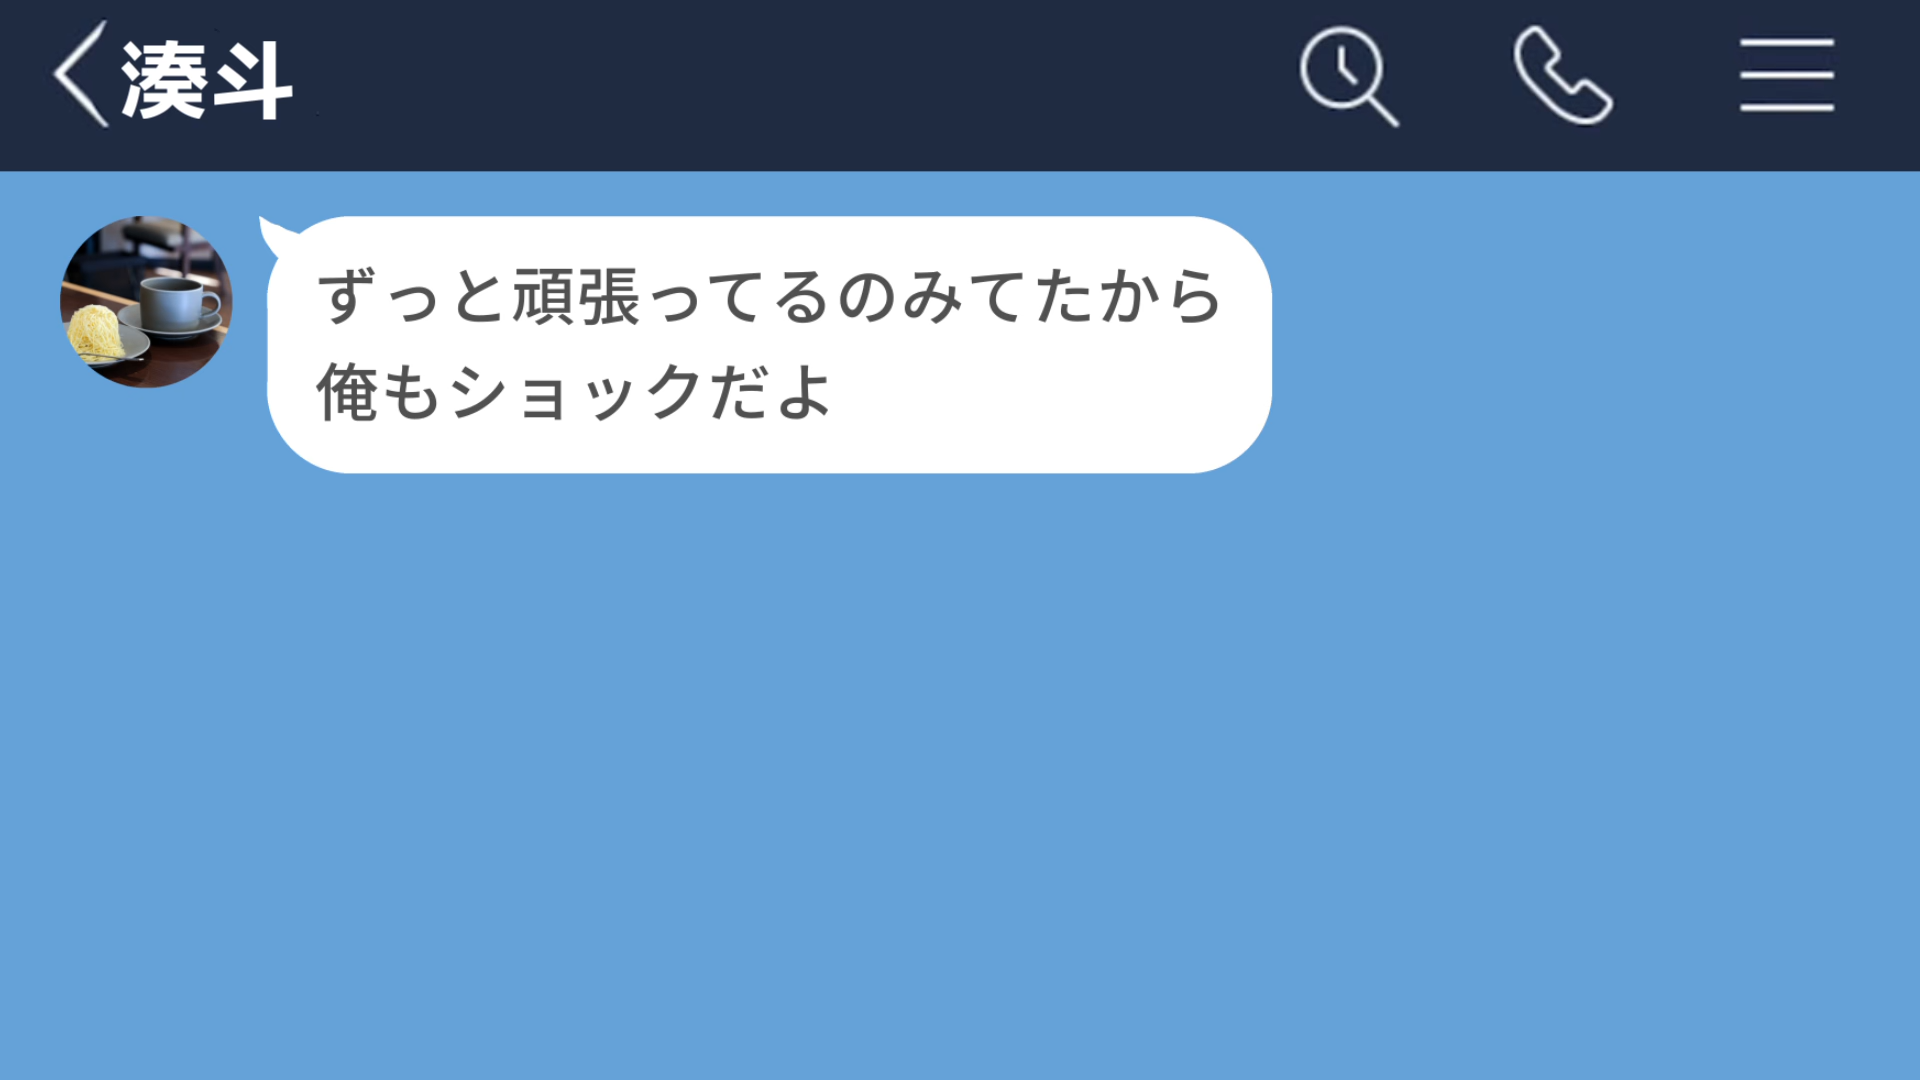 湊斗
ずっと頑張ってるのみてたから
俺もショックだよ